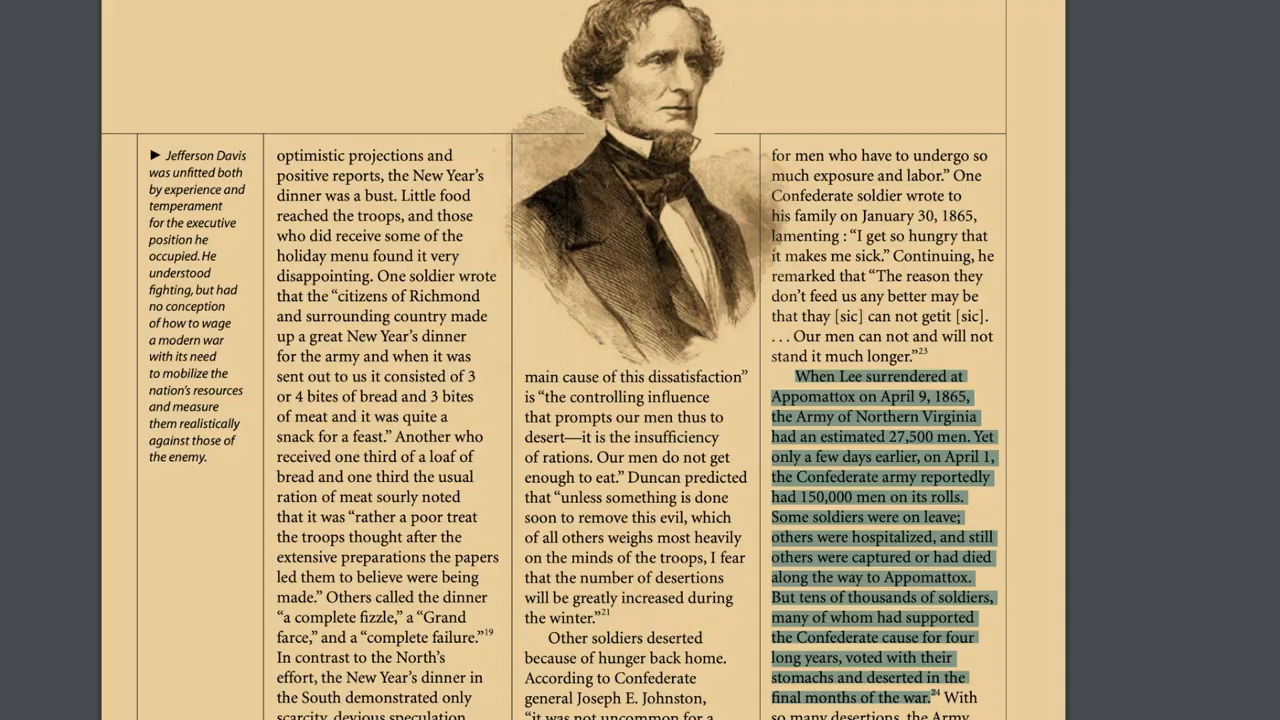 ► Jefferson Davis
was unfitted both
by experience and
temperament
for the executive
position he
occupied. He
understood
fighting, but had
no conception
of how to wage
a modern war
with its need
to mobilize the
nation's resources
and measure
them realistically
against those of
the enemy.
optimistic projections and
positive reports, the New Year's
dinner was a bust. Little food
reached the troops, and those
who did receive some of the
holiday menu found it very
disappointing. One soldier wrote
that the “citizens of Richmond
and surrounding country made
up a great New Year's dinner
for the army and when it was
sent out to us it consisted of 3
or 4 bites of bread and 3 bites
of meat and it was quite a
snack for a feast.” Another who
received one third of a loaf of
bread and one third the usual
ration of meat sourly noted
that it was “rather a poor treat
the troops thought after the
extensive preparations the papers
led them to believe were being
made.” Others called the dinner
“a complete fizzle,” a “Grand
farce,” and a “complete failure.”19
In contrast to the North's
effort, the New Year's dinner in
the South demonstrated only
scarcity, devious speculation
main cause of this dissatisfaction”
is “the controlling influence
that prompts our men thus to
desert—it is the insufficiency
of rations. Our men do not get
enough to eat.” Duncan predicted
that “unless something is done
soon to remove this evil, which
of all others weighs most heavily
on the minds of the troops, I fear
that the number of desertions
will be greatly increased during
the winter.”21
Other soldiers deserted
because of hunger back home.
According to Confederate
general Joseph E. Johnston,
“it was not uncommon for a
for men who have to undergo so
much exposure and labor.” One
Confederate soldier wrote to
his family on January 30, 1865,
lamenting : “I get so hungry that
it makes me sick.” Continuing, he
remarked that “The reason they
don't feed us any better may be
that thay [sic] can not getit [sic].
. . . Our men can not and will not
stand it much longer.”23
When Lee surrendered at
Appomattox on April 9, 1865,
the Army of Northern Virginia
had an estimated 27,500 men. Yet
only a few days earlier, on April 1,
the Confederate army reportedly
had 150,000 men on its rolls.
Some soldiers were on leave;
others were hospitalized, and still
others were captured or had died
along the way to Appomattox.
But tens of thousands of soldiers,
many of whom had supported
the Confederate cause for four
long years, voted with their
stomachs and deserted in the
final months of the war.24 With
so many desertions, the Army